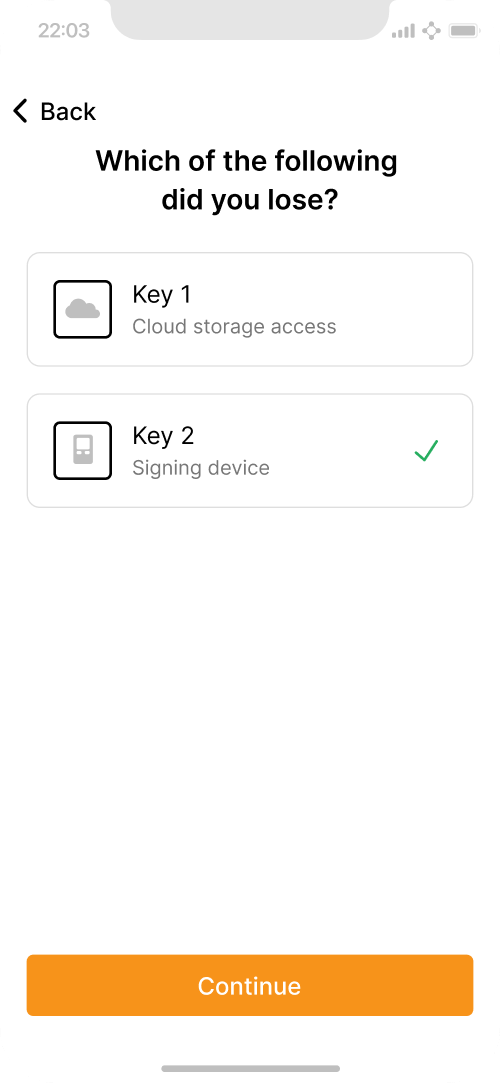 22:03
Back
Which of the following
did you lose?
Key 1
Cloud storage access
Key 2
Signing device
Continue